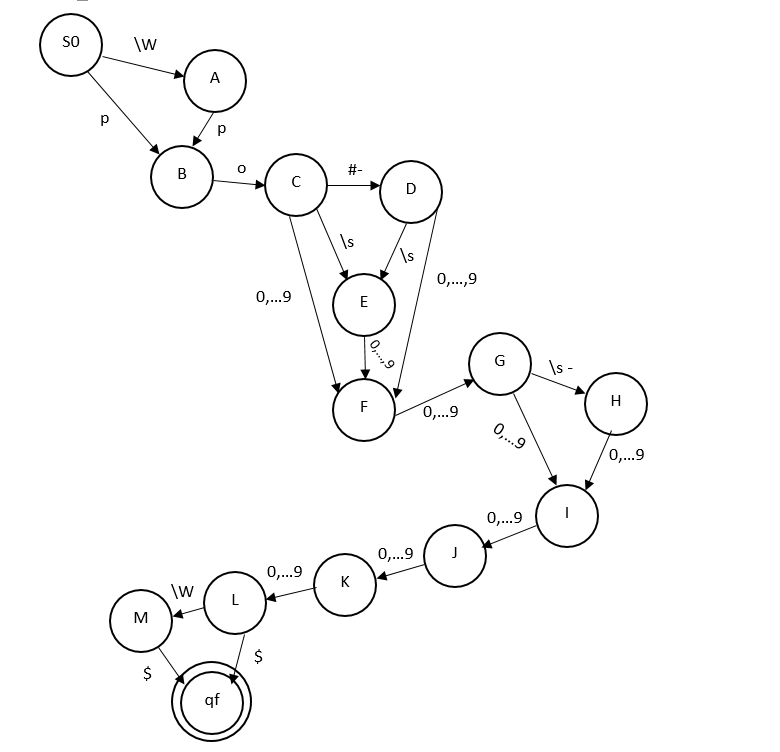 S0
\W
A
p
p
B
o
C
#-
D
\s
\s
0,...9
E
0,...,9
0,...,9
F
0,...9
G
\s -
H
0,...9
0,...9
I
0,...9
J
0,...9
K
0,...9
L
\W
M
$
$
qf